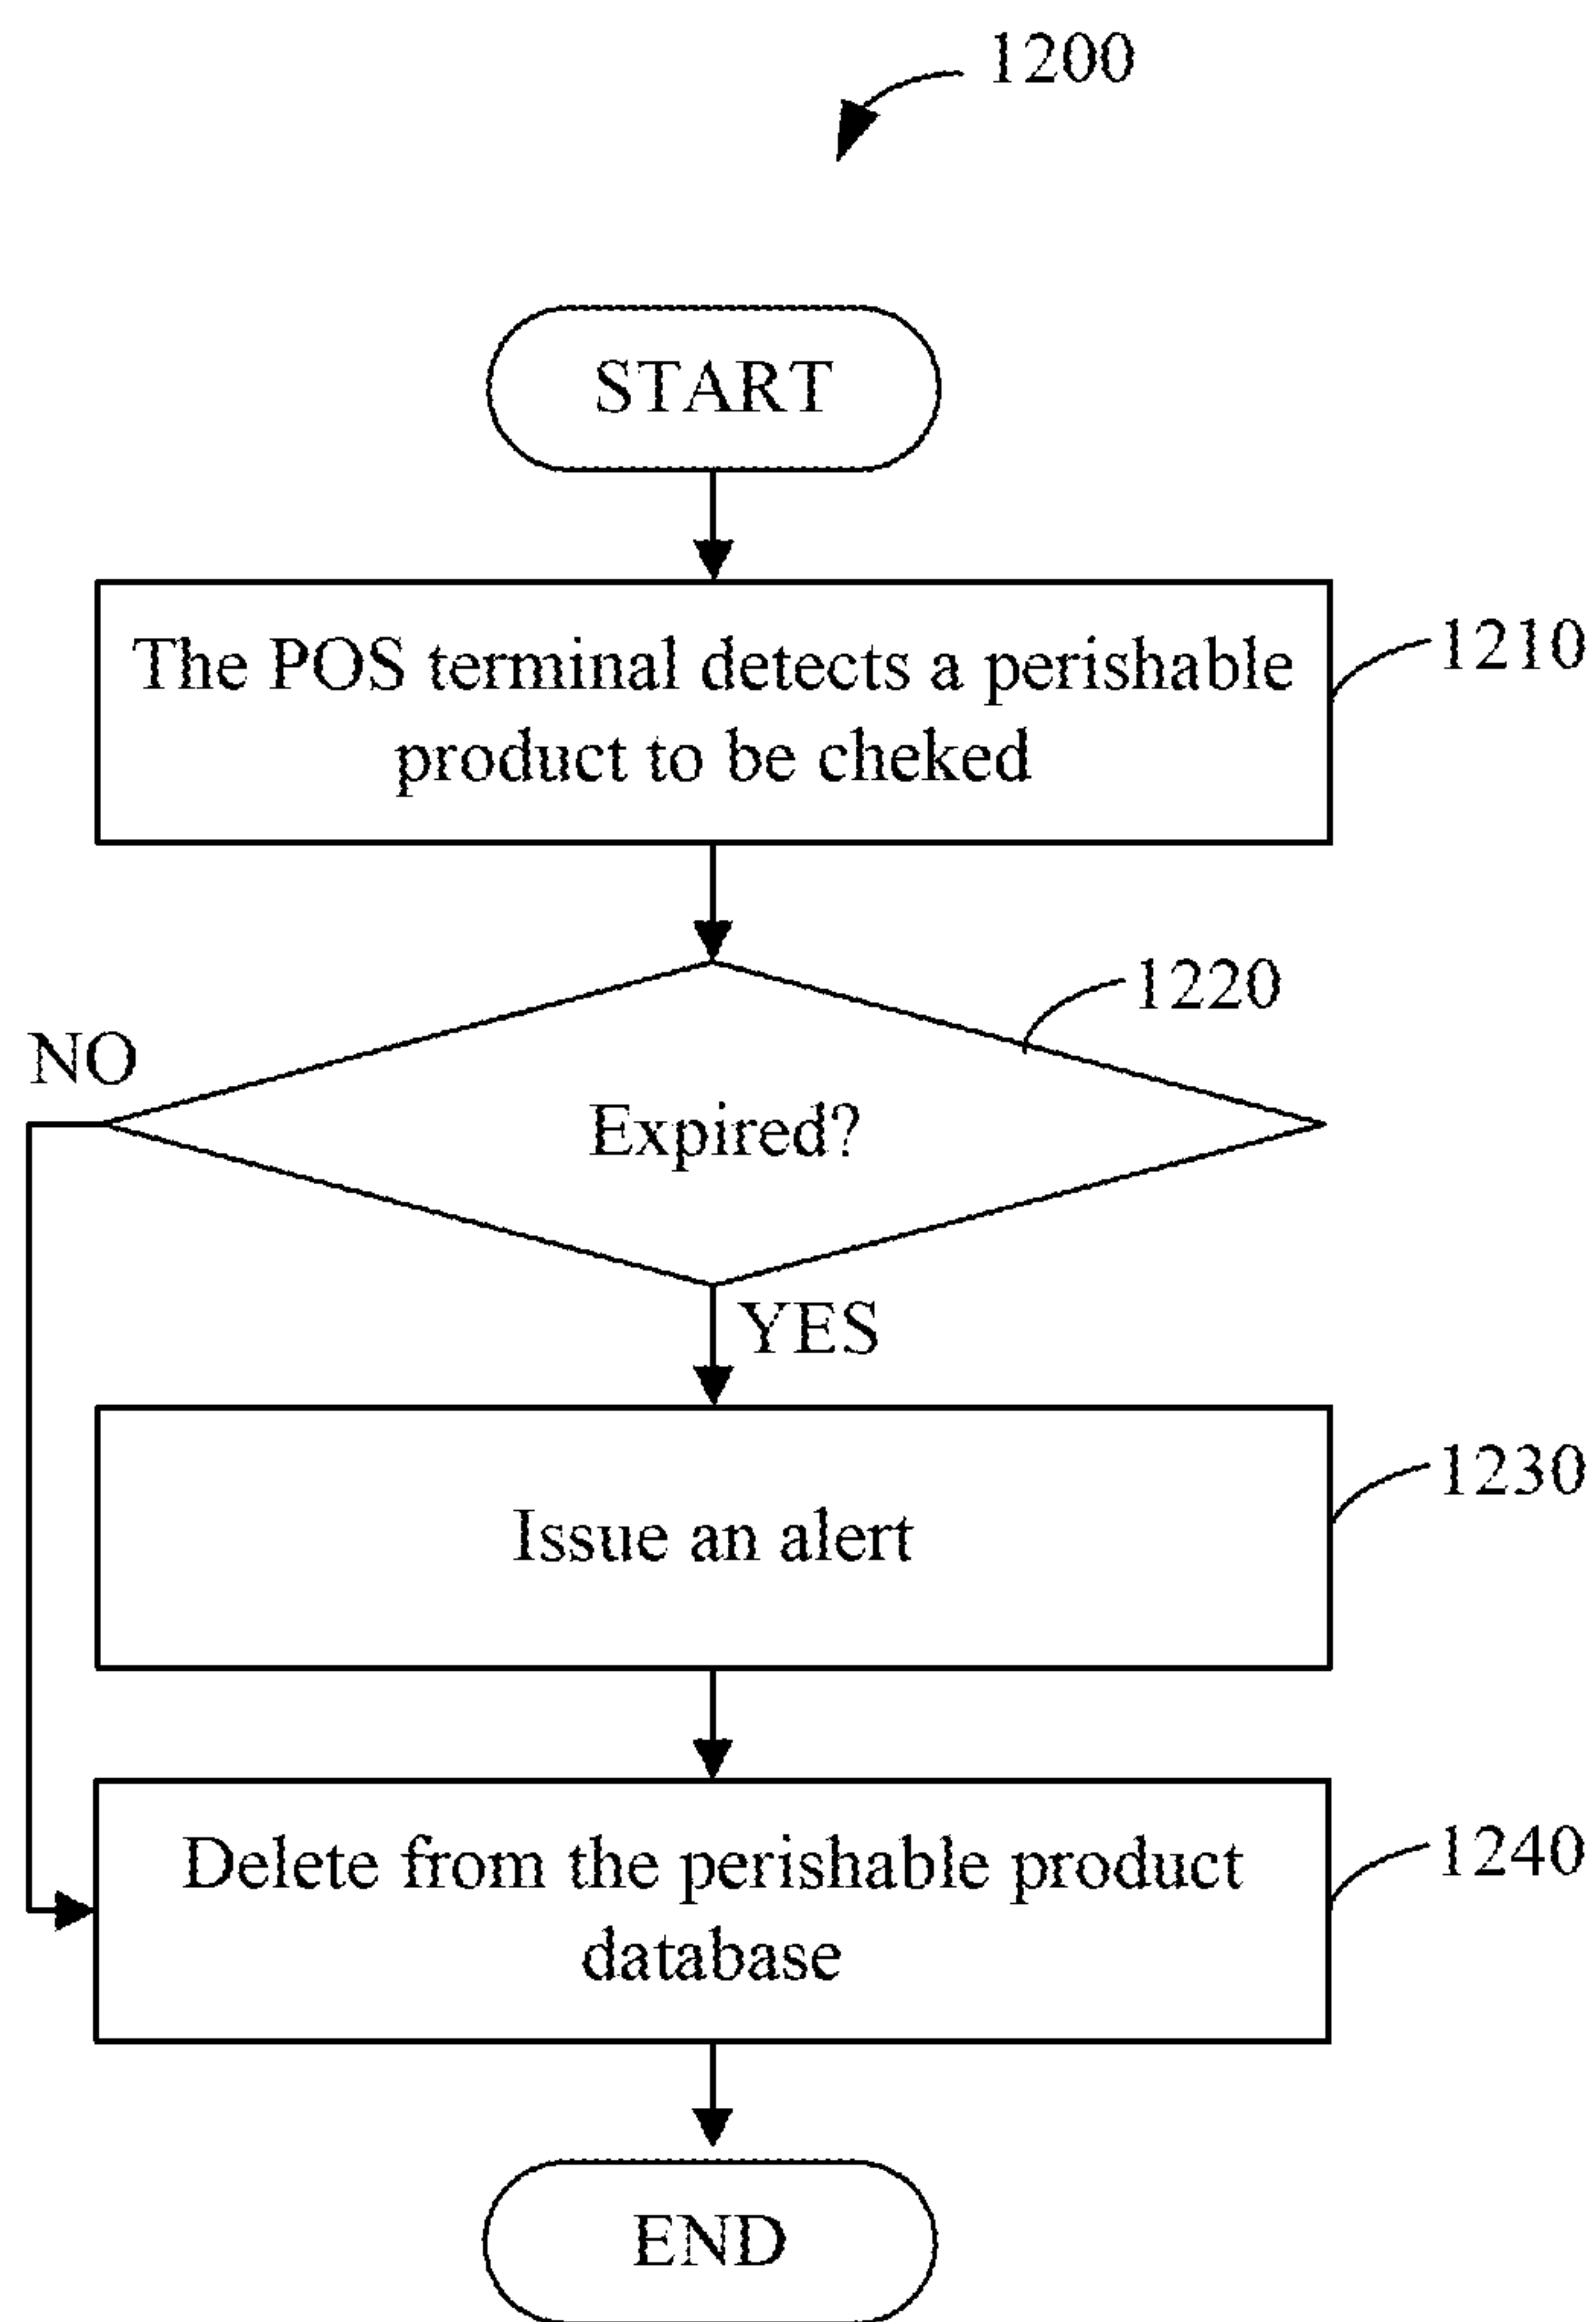 1200
START
The POS terminal detects a perishable
product to be cheked
1210
1220
NO
Expired?
YES
Issue an alert
1230
Delete from the perishable product
database
1240
END